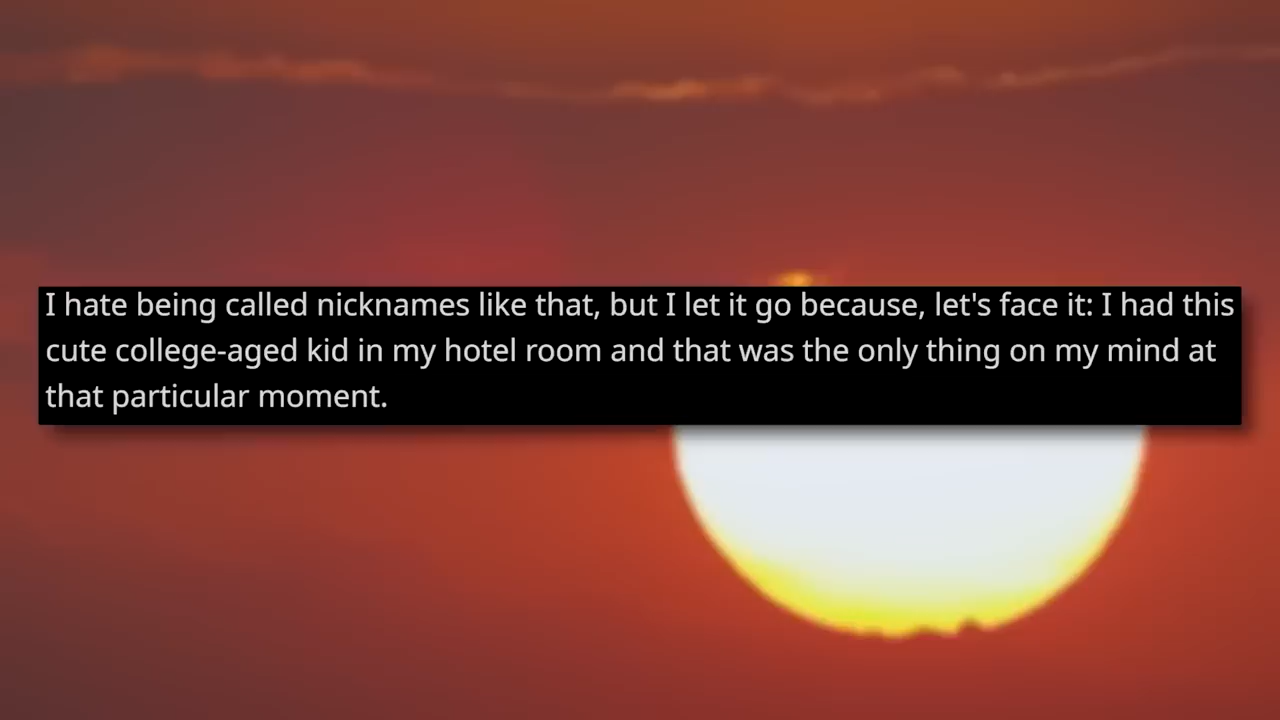 I hate being called nicknames like that, but I let it go because, let's face it: I had this
cute college-aged kid in my hotel room and that was the only thing on my mind at
that particular moment.